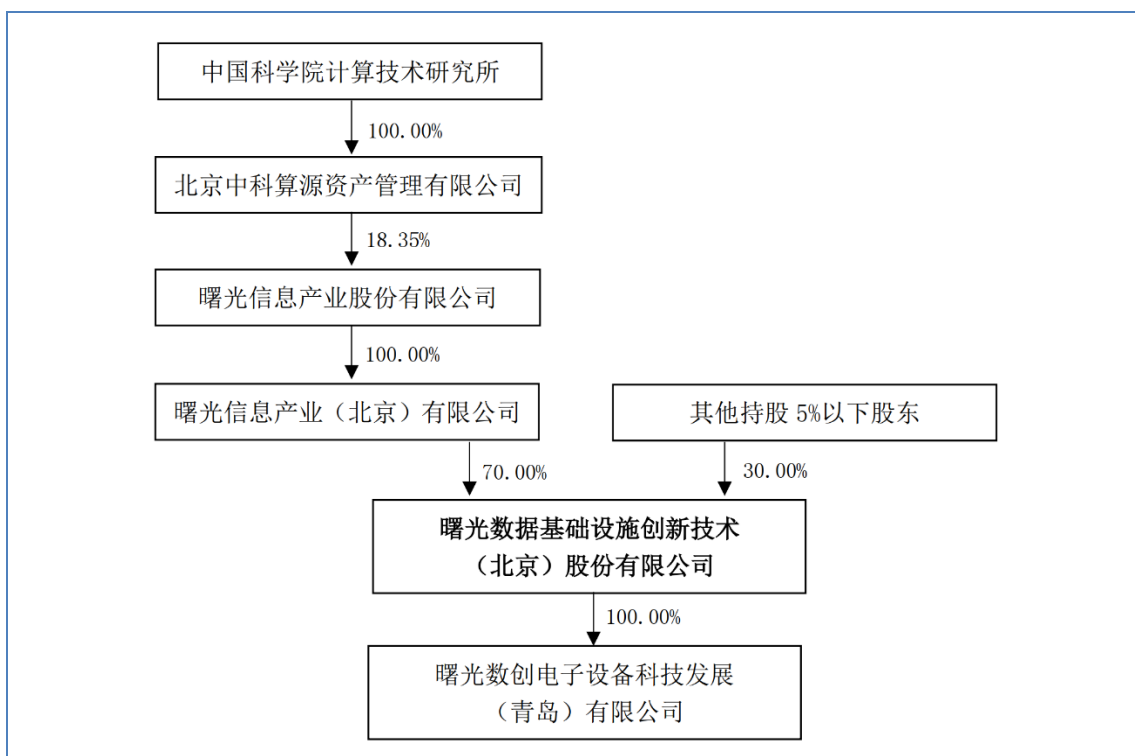 中国科学院计算技术研究所
100.00%
北京中科算源资产管理有限公司
18.35%
曙光信息产业股份有限公司
100.00%
曙光信息产业（北京）有限公司
其他持股 5%以下股东
70.00%
30.00%
曙光数据基础设施创新技术
（北京）股份有限公司
100.00%
曙光数创电子设备科技发展
（青岛）有限公司